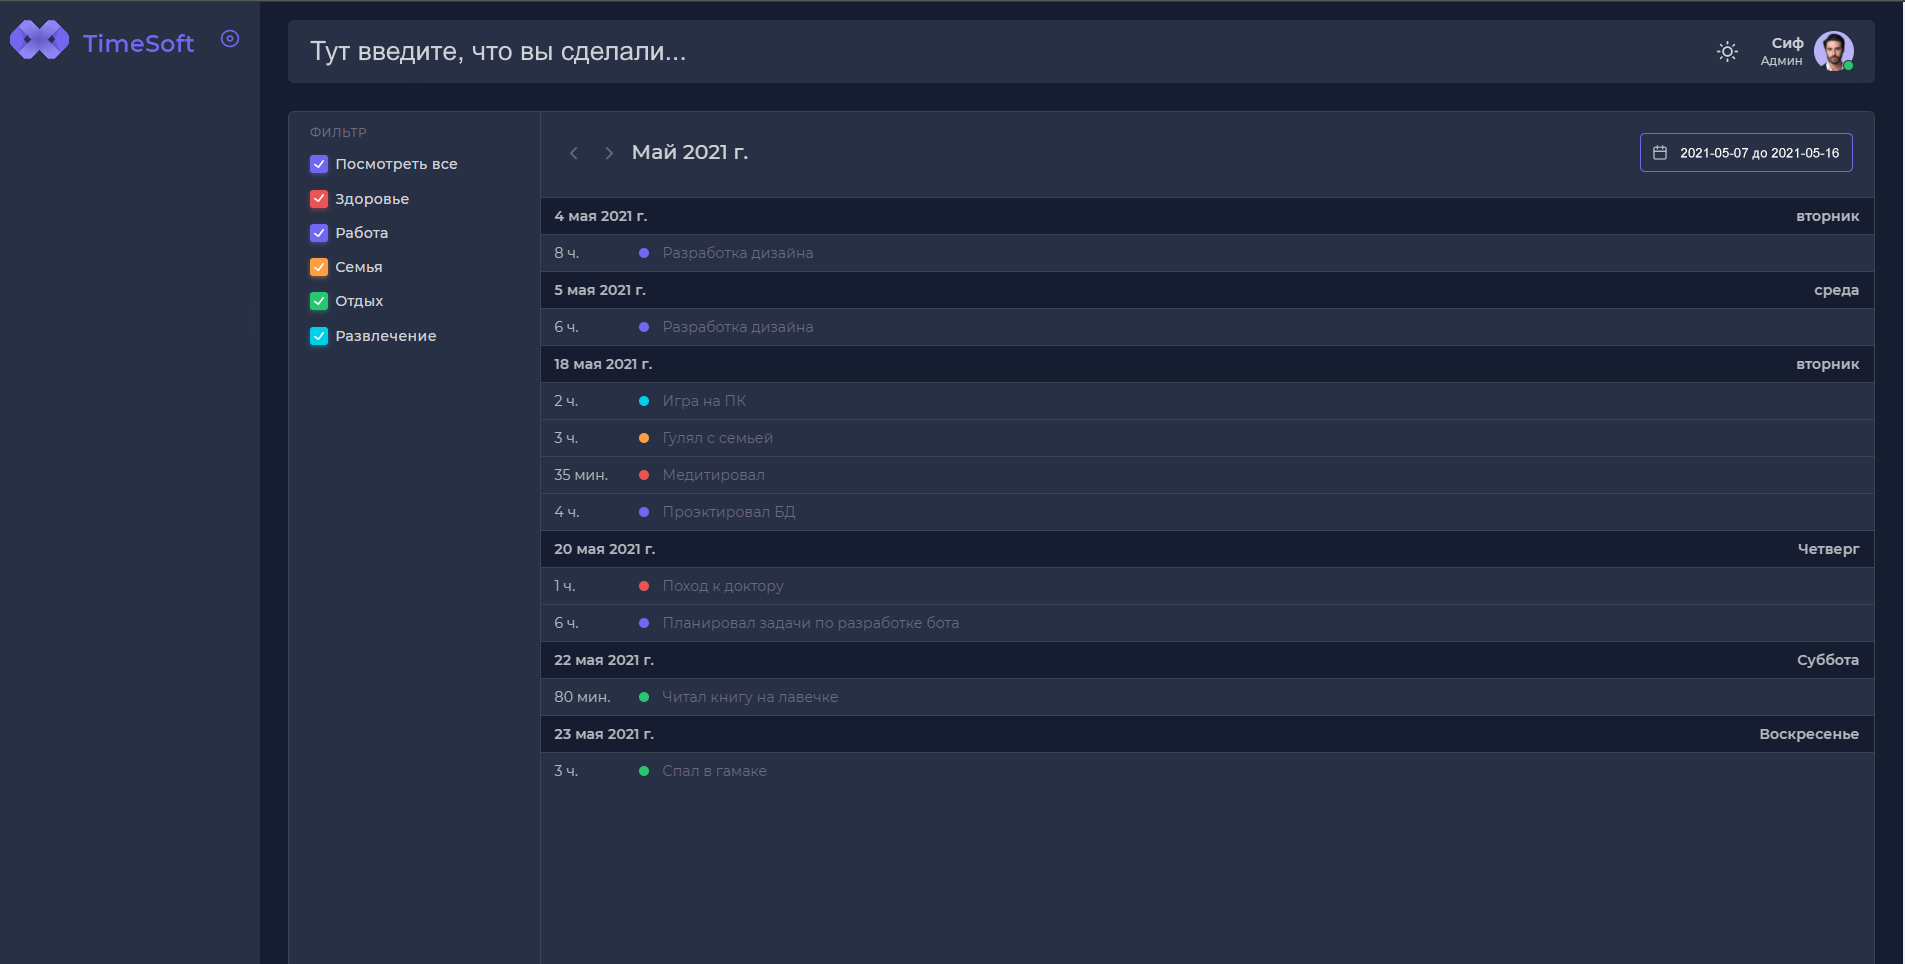 TimeSoft
Тут введите, что вы сделали...
Сиф
Админ
ФИЛЬТР
Посмотреть все
Здоровье
Работа
Семья
Отдых
Развлечение
Май 2021 г.
2021-05-07 до 2021-05-16
4 мая 2021 г. вторник
8 ч. Разработка дизайна
5 мая 2021 г. среда
6 ч. Разработка дизайна
18 мая 2021 г. вторник
2 ч. Игра на ПК
3 ч. Гулял с семьей
35 мин. Медитировал
4 ч. Проэктировал БД
20 мая 2021 г. Четверг
1 ч. Поход к доктору
6 ч. Планировал задачи по разработке бота
22 мая 2021 г. Суббота
80 мин. Читал книгу на лавечке
23 мая 2021 г. Воскресенье
3 ч. Спал в гамаке